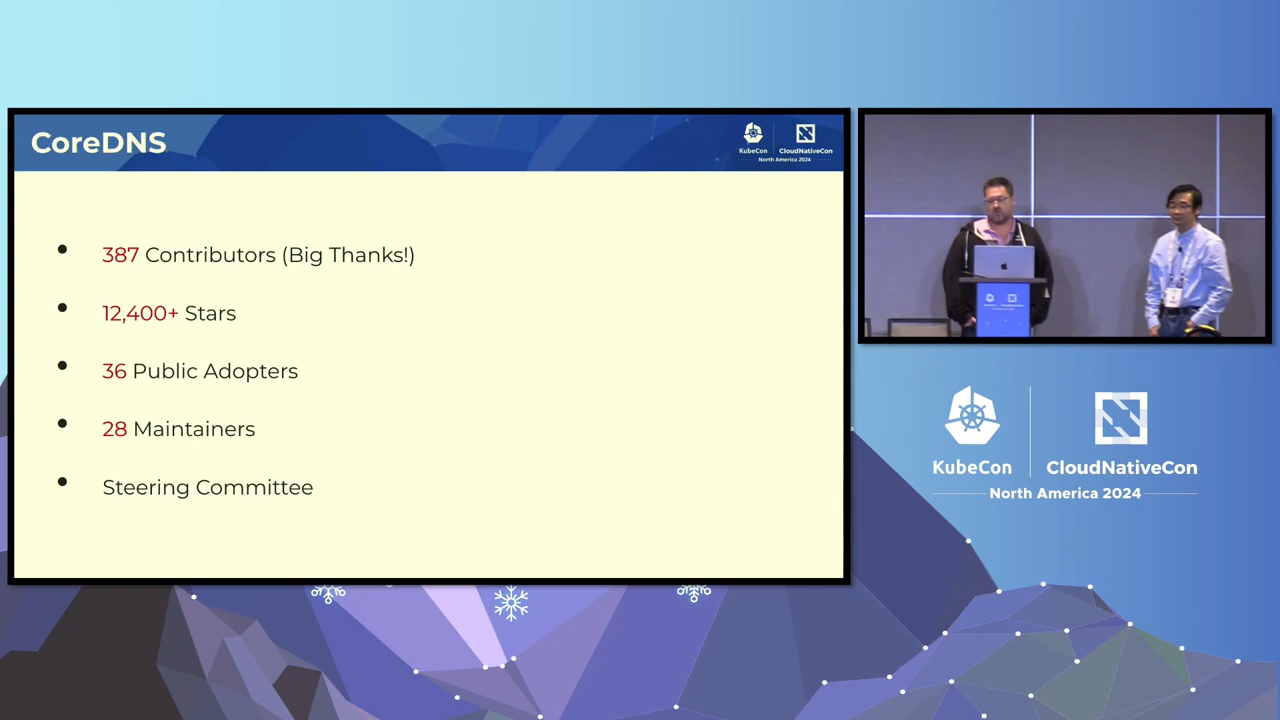 CoreDNS
KubeCon
CloudNativeCon
North America 2024
387 Contributors (Big Thanks!)
12,400+ Stars
36 Public Adopters
28 Maintainers
Steering Committee
KubeCon
CloudNativeCon
North America 2024